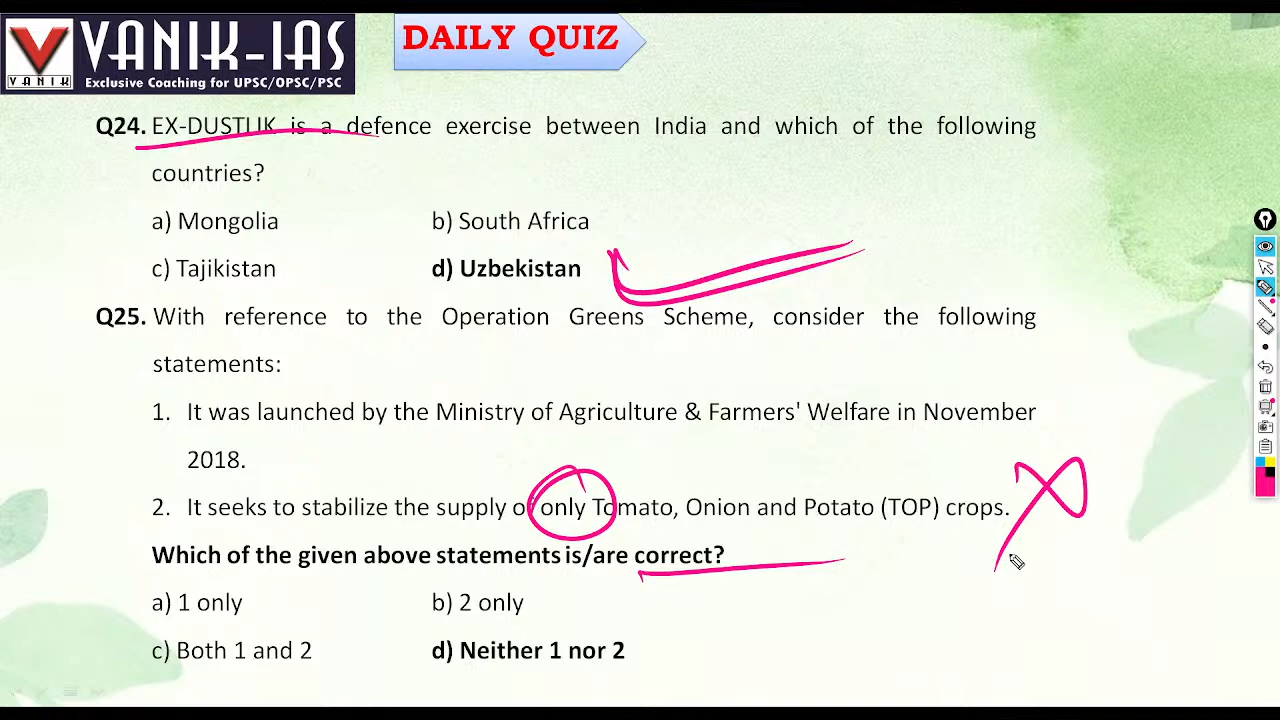 VANIK-IAS
VANIK
Exclusive Coaching for UPSC/OPSC/PSC
DAILY QUIZ
Q24. EX-DUSTLIK is a defence exercise between India and which of the following
countries?
a) Mongolia b) South Africa
c) Tajikistan d) Uzbekistan
Q25. With reference to the Operation Greens Scheme, consider the following
statements:
1. It was launched by the Ministry of Agriculture & Farmers' Welfare in November
2018.
2. It seeks to stabilize the supply of only Tomato, Onion and Potato (TOP) crops.
Which of the given above statements is/are correct?
a) 1 only b) 2 only
c) Both 1 and 2 d) Neither 1 nor 2